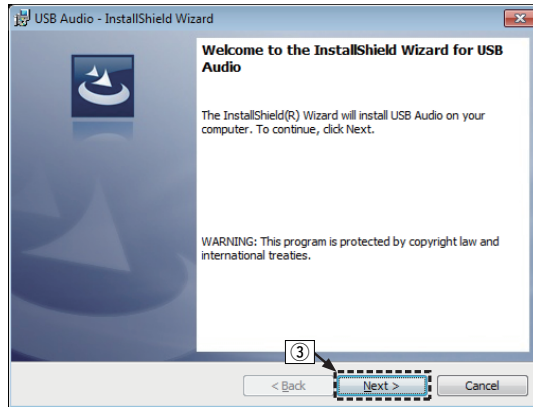 USB Audio - InstallShield Wizard
Welcome to the InstallShield Wizard for USB
Audio
The InstallShield(R) Wizard will install USB Audio on your
computer. To continue, click Next.
WARNING: This program is protected by copyright law and
international treaties.
③
< Back
Next >
Cancel